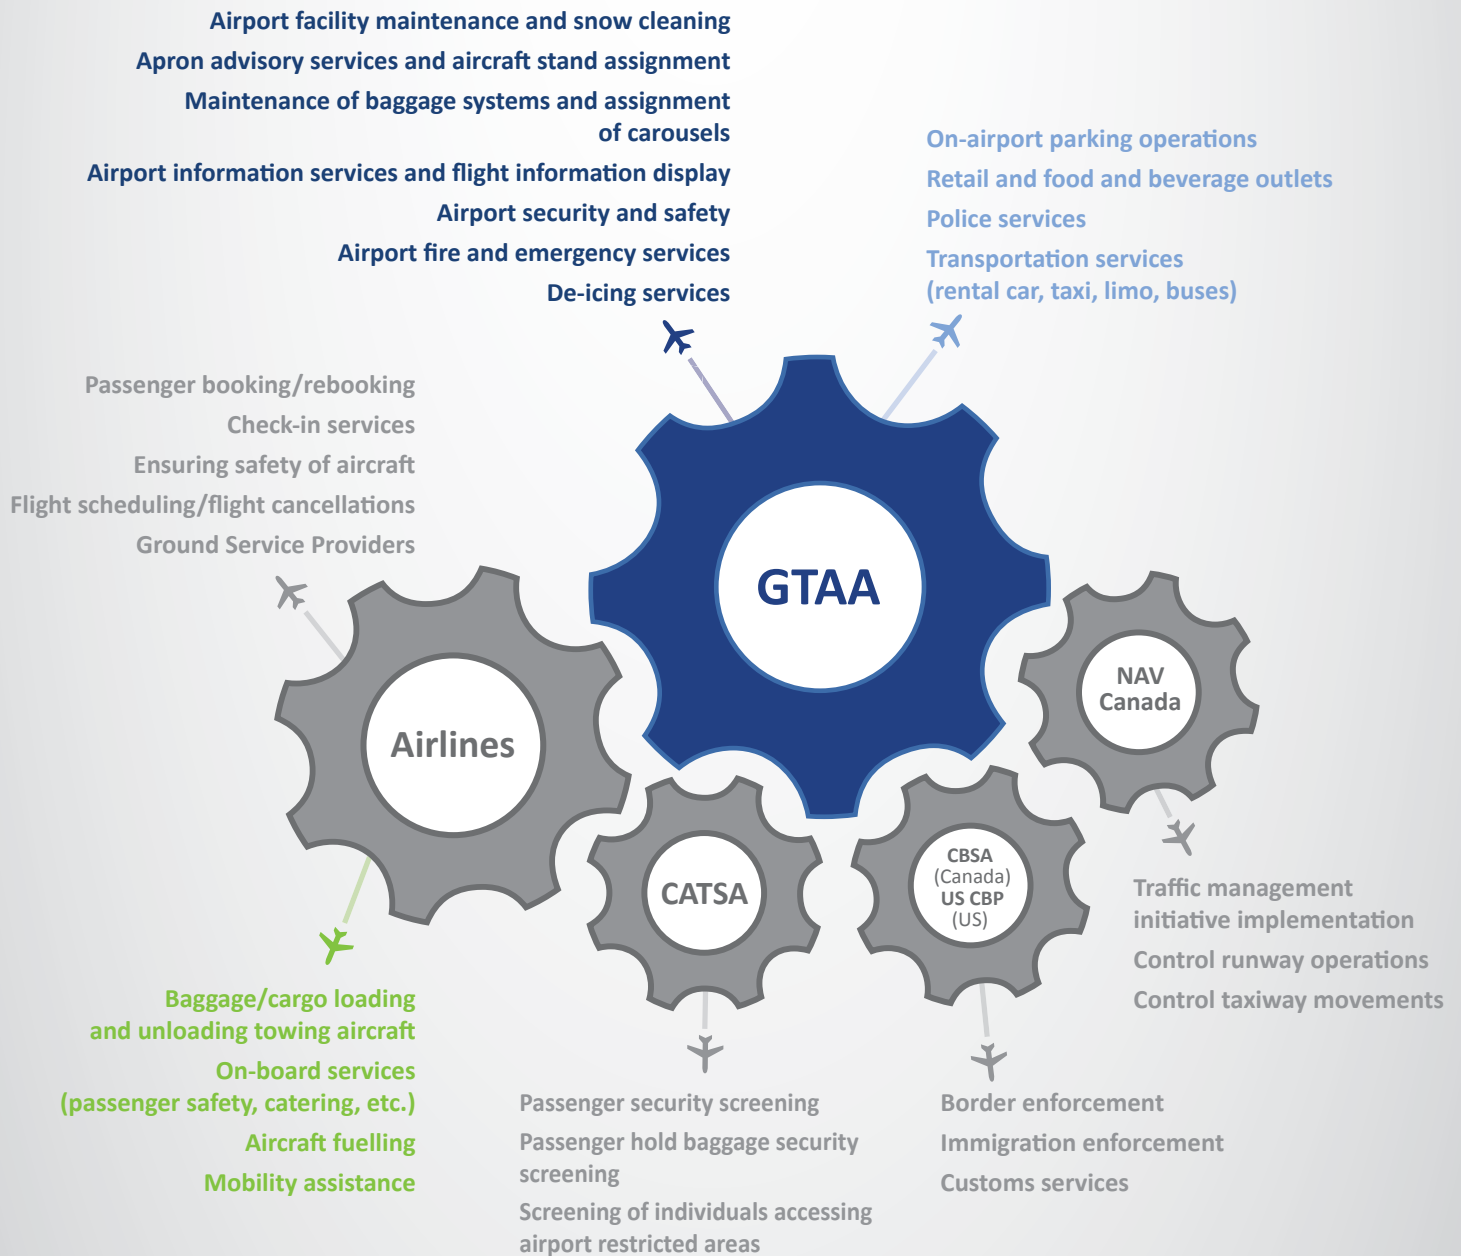 Airport facility maintenance and snow cleaning
Apron advisory services and aircraft stand assignment
Maintenance of baggage systems and assignment
of carousels
Airport information services and flight information display
Airport security and safety
Airport fire and emergency services
De-icing services
On-airport parking operations
Retail and food and beverage outlets
Police services
Transportation services
(rental car, taxi, limo, buses)
Passenger booking/rebooking
Check-in services
Ensuring safety of aircraft
Flight scheduling/flight cancellations
Ground Service Providers
GTAA
Airlines
NAV
Canada
CATSA
CBSA
(Canada)
US CBP
(US)
Traffic management
initiative implementation
Control runway operations
Control taxiway movements
Baggage/cargo loading
and unloading towing aircraft
On-board services
(passenger safety, catering, etc.)
Aircraft fuelling
Mobility assistance
Passenger security screening
Passenger hold baggage security
screening
Screening of individuals accessing
airport restricted areas
Border enforcement
Immigration enforcement
Customs services